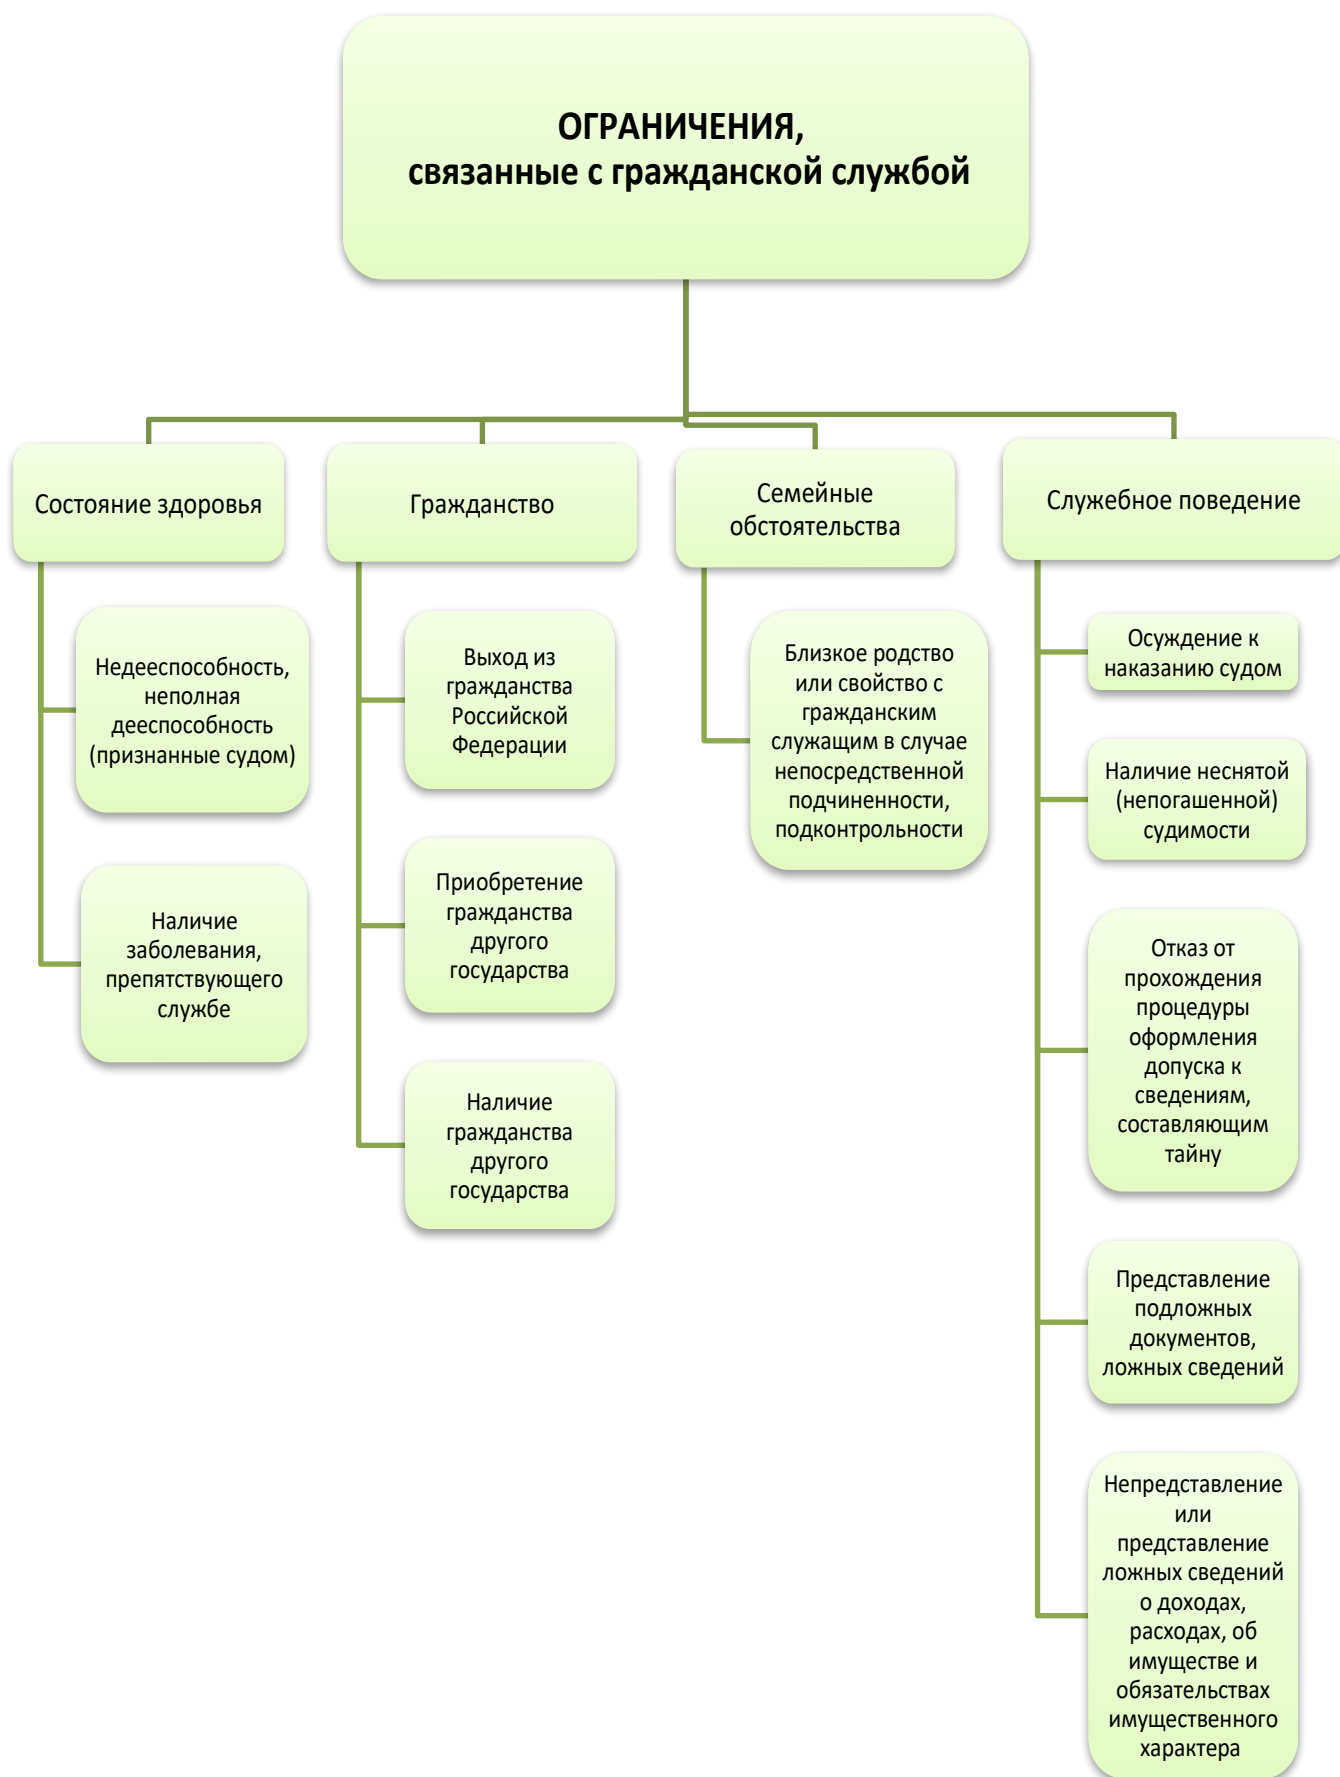 ОГРАНИЧЕНИЯ,
связанные с гражданской службой
Состояние здоровья
Недееспособность,
неполная
дееспособность
(признанные судом)
Наличие
заболевания,
препятствующего
службе
Гражданство
Выход из
гражданства
Российской
Федерации
Приобретение
гражданства
другого
государства
Наличие
гражданства
другого
государства
Семейные
обстоятельства
Близкое родство
или свойство с
гражданским
служащим в случае
непосредственной
подчиненности,
подконтрольности
Служебное поведение
Осуждение к
наказанию судом
Наличие неснятой
(непогашенной)
судимости
Отказ от
прохождения
процедуры
оформления
допуска к
сведениям,
составляющим
тайну
Представление
подложных
документов,
ложных сведений
Непредставление
или
представление
ложных сведений
о доходах,
расходах, об
имуществе и
обязательствах
имущественного
характера